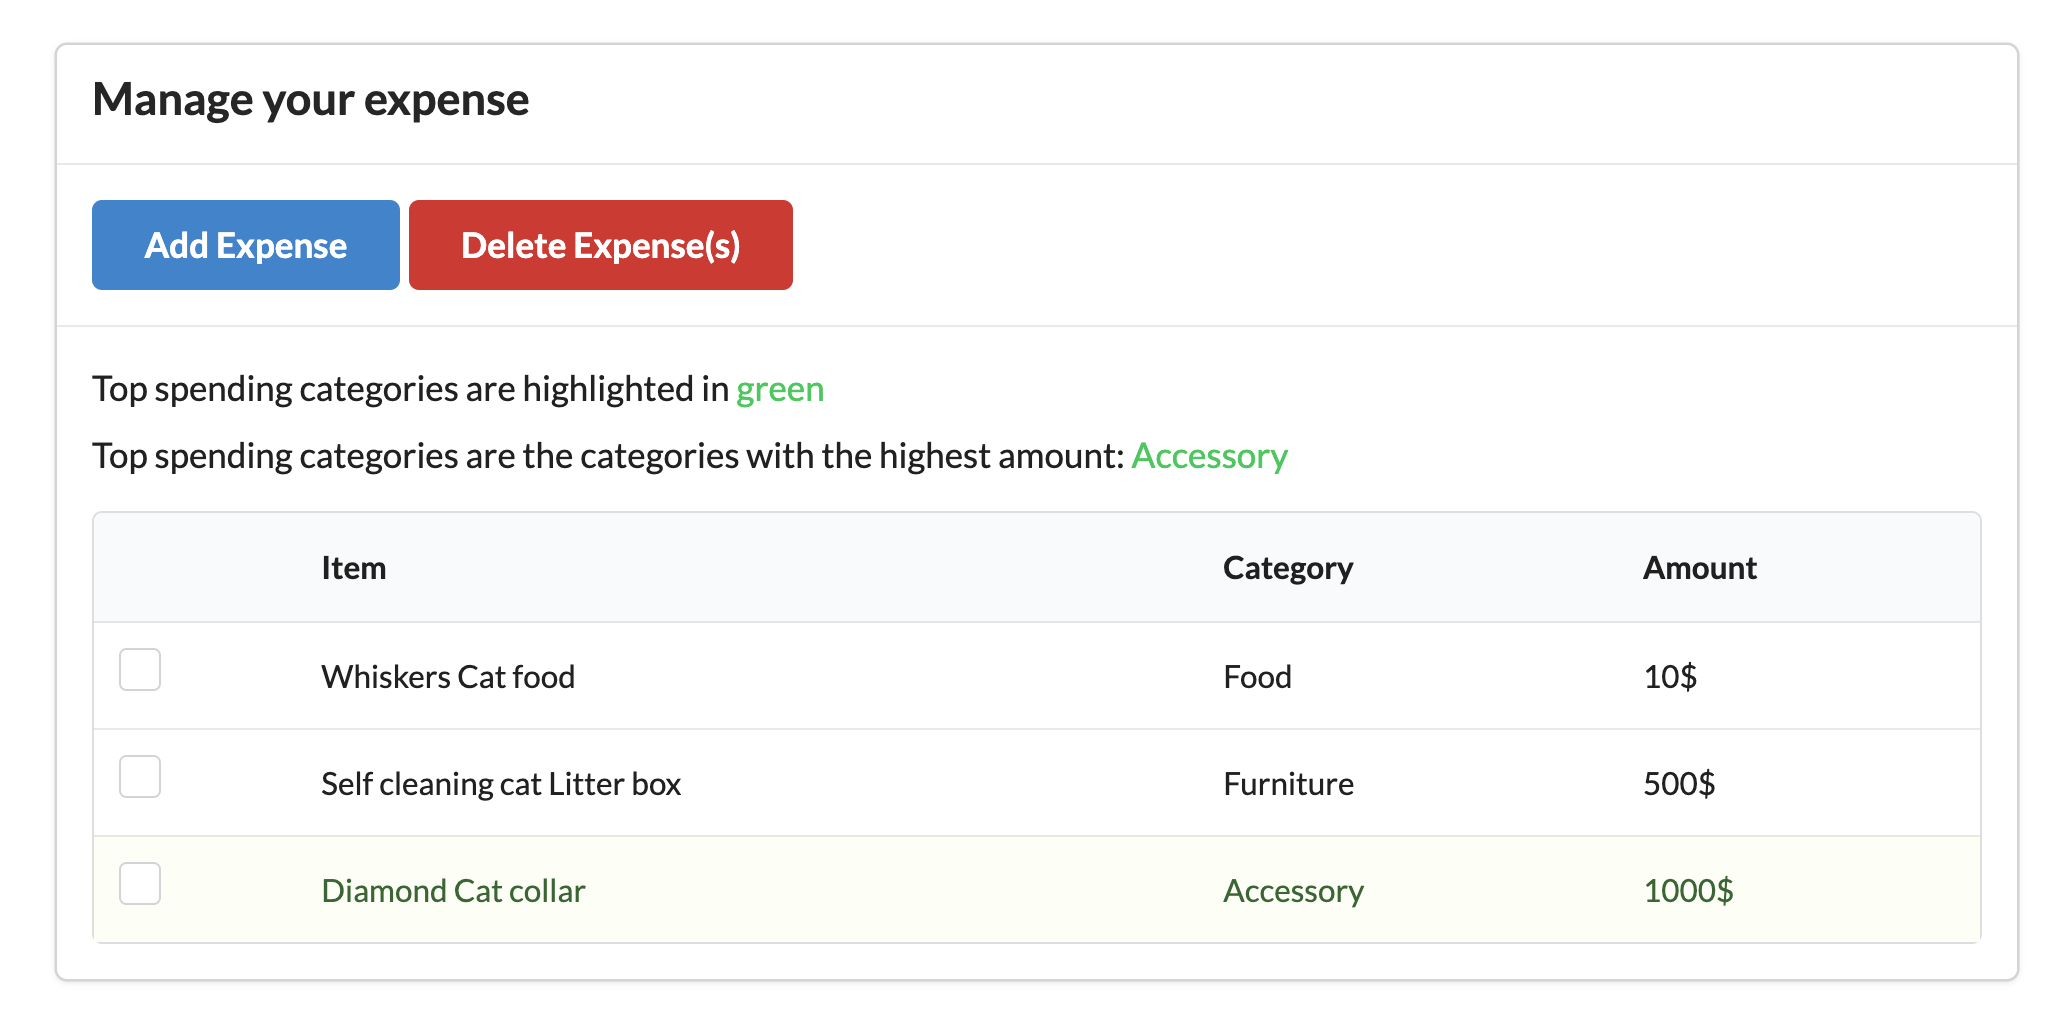 Manage your expense
Add Expense Delete Expense(s)
Top spending categories are highlighted in green
Top spending categories are the categories with the highest amount: Accessory
Item Category Amount
Whiskers Cat food Food 10$
Self cleaning cat Litter box Furniture 500$
Diamond Cat collar Accessory 1000$